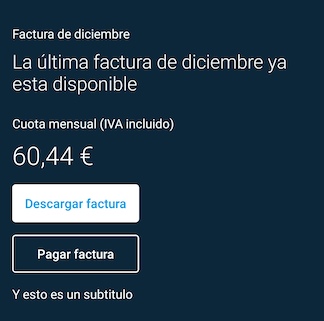 Factura de diciembre
La última factura de diciembre ya
esta disponible
Cuota mensual (IVA incluido)
60,44 €
Descargar factura
Pagar factura
Y esto es un subtitulo